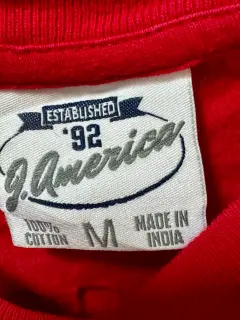 ESTABLISHED
'92
J. America
100% COTTON
M
MADE IN INDIA